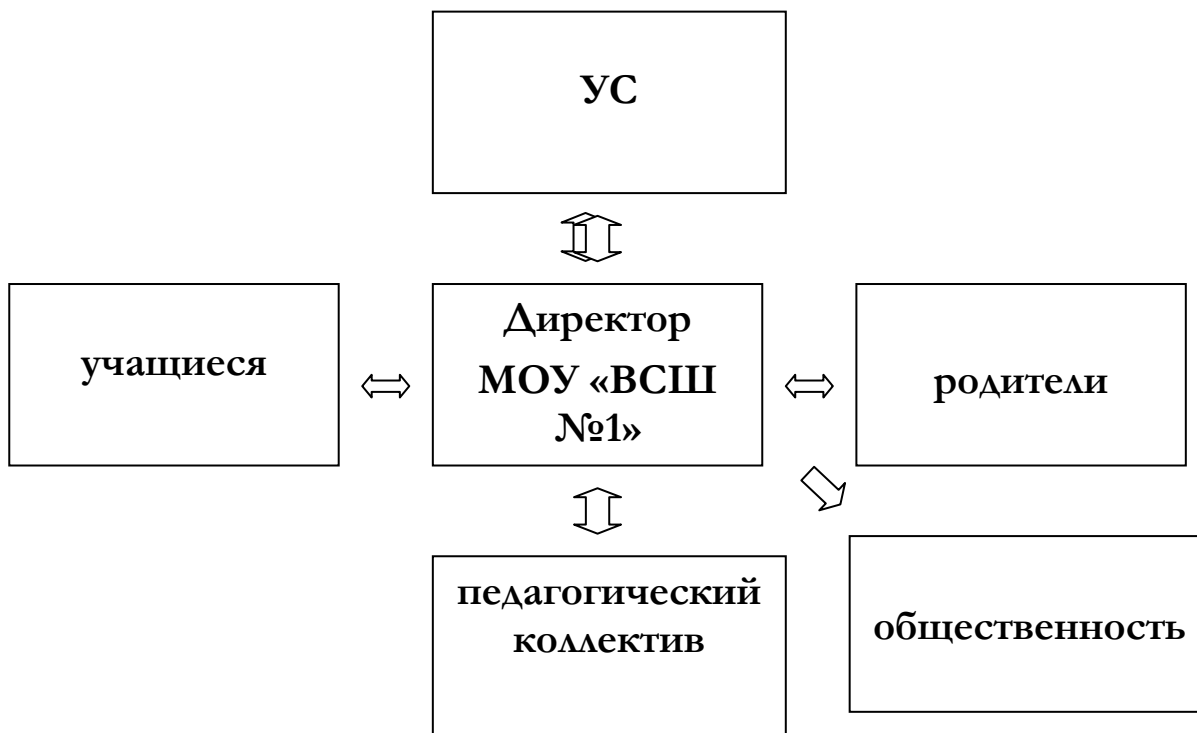 УС
учащиеся
Директор
МОУ «ВСШ
№1»
родители
педагогический
коллектив
общественность